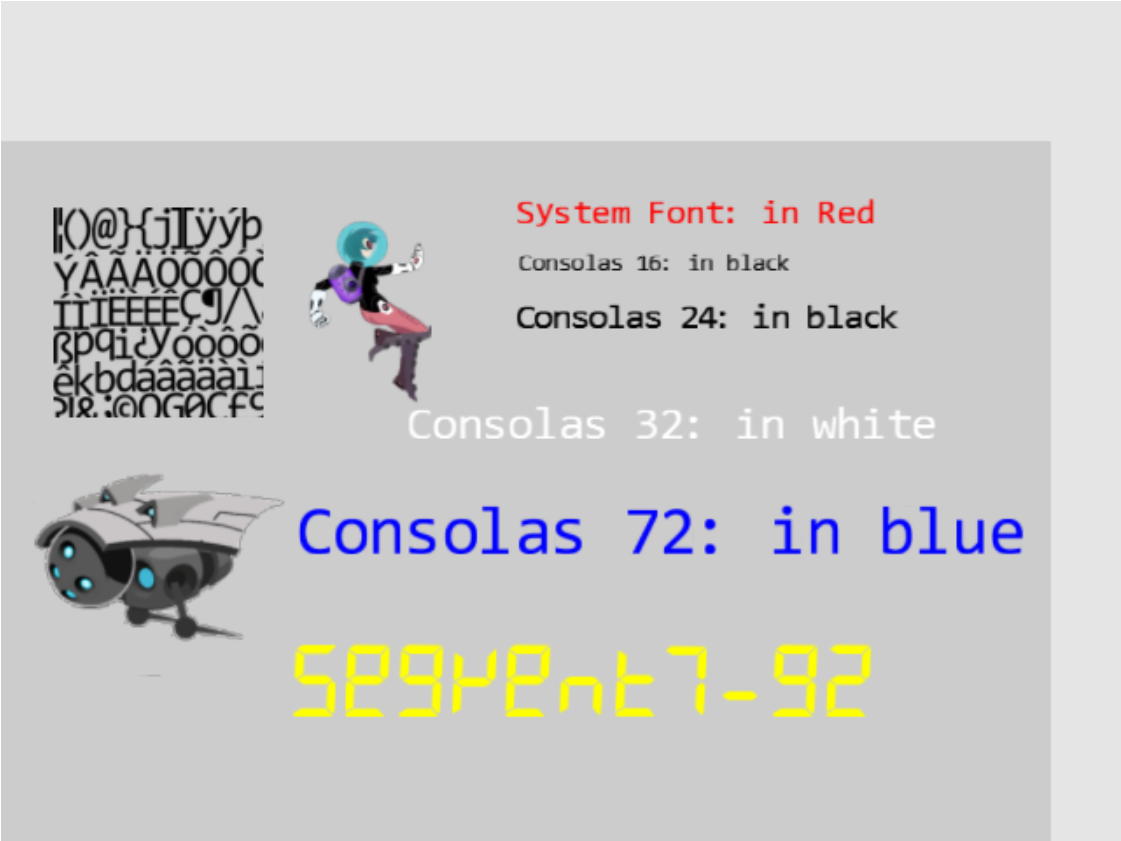 System Font: in Red
Consolas 16: in black
Consolas 24: in black
Consolas 32: in white
Consolas 72: in blue
Segment7-92